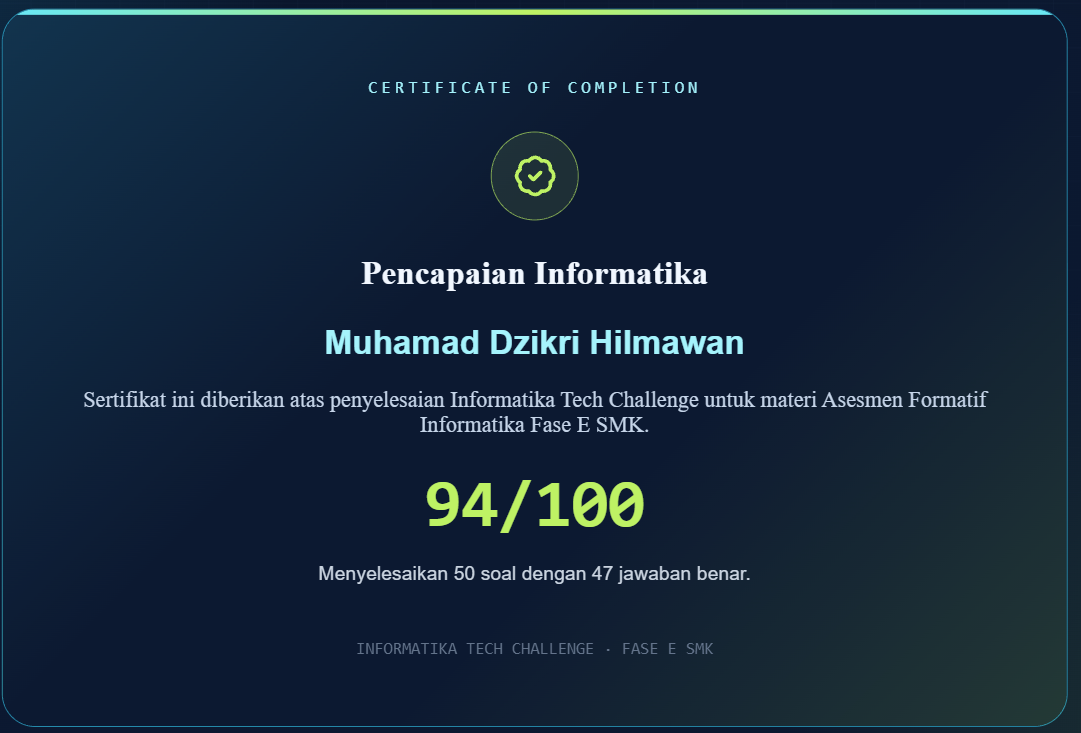 CERTIFICATE OF COMPLETION
Pencapaian Informatika
Muhamad Dzikri Hilmawan
Sertifikat ini diberikan atas penyelesaian Informatika Tech Challenge untuk materi Asesmen Formatif
Informatika Fase E SMK.
94/100
Menyelesaikan 50 soal dengan 47 jawaban benar.
INFORMATIKA TECH CHALLENGE · FASE E SMK